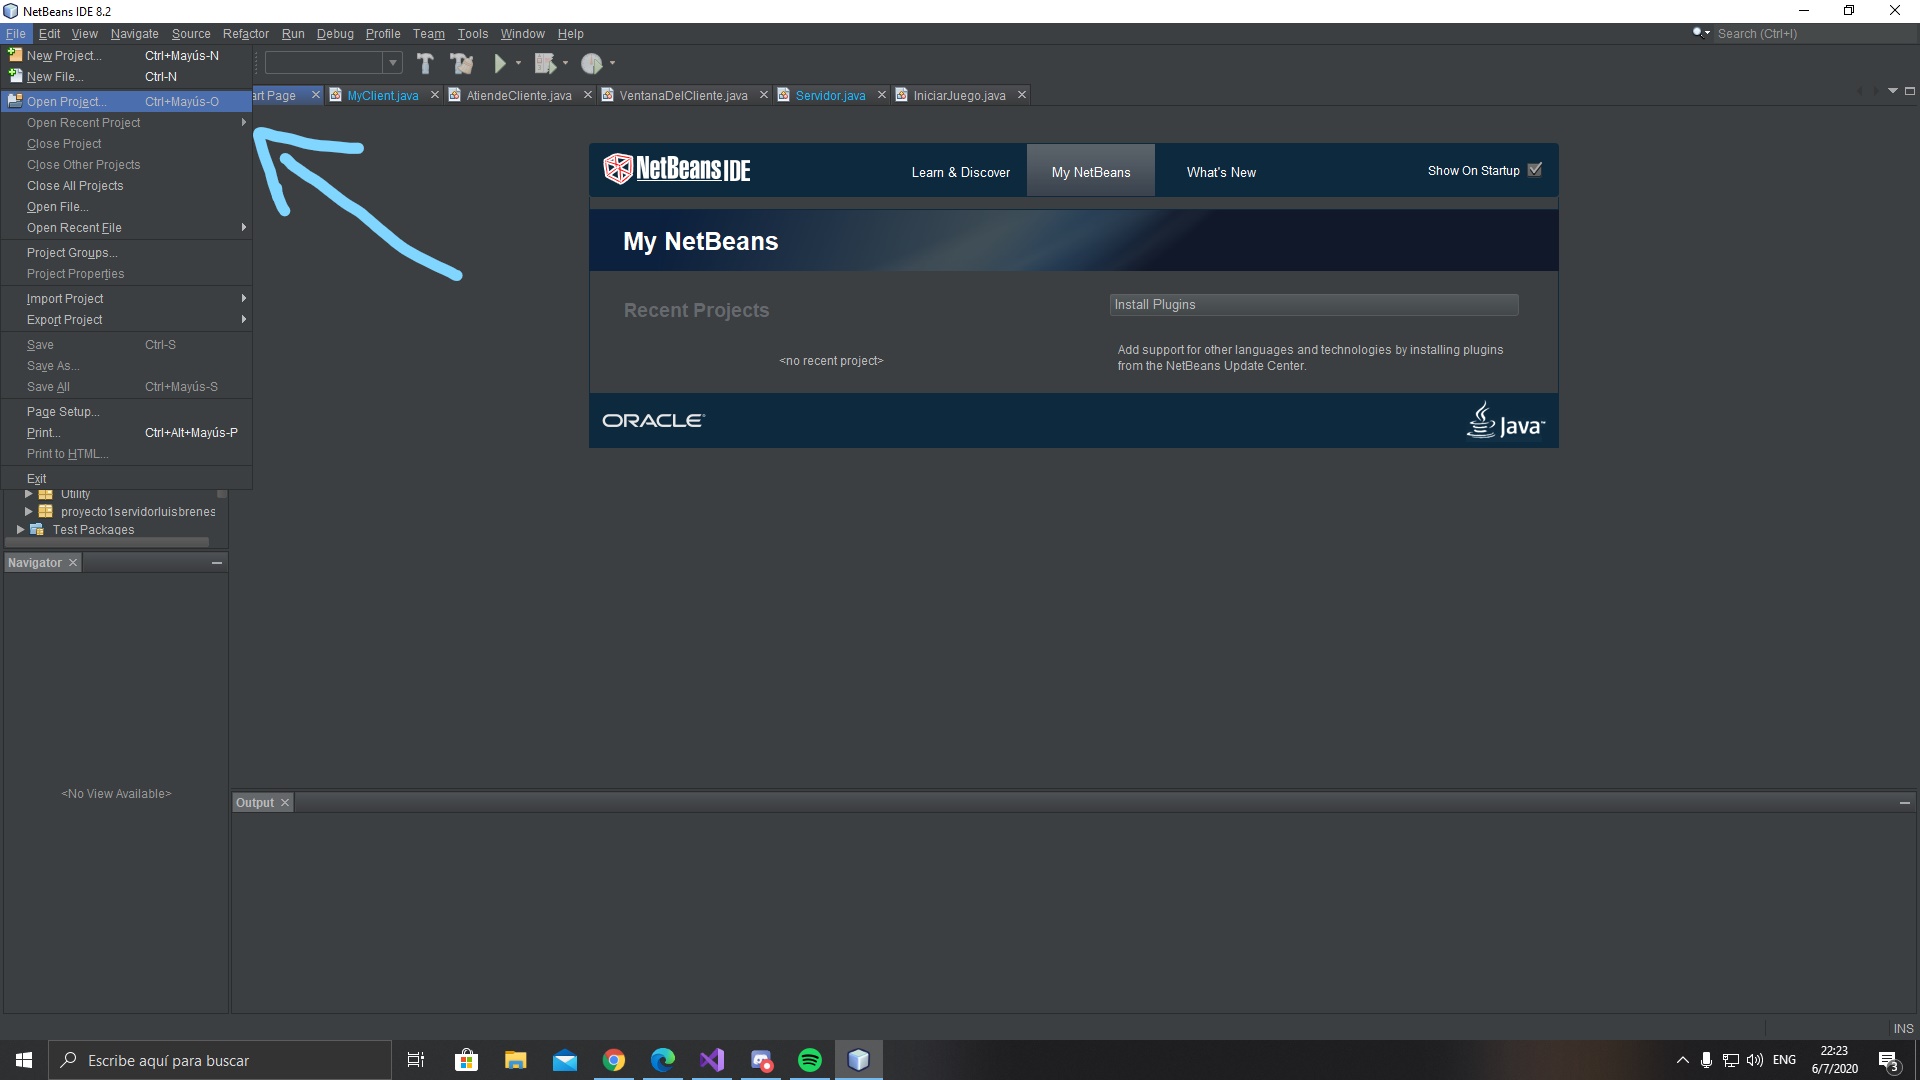 NetBeans IDE 8.2
File Edit View Navigate Source Refactor Run Debug Profile Team Tools Window Help
Search (Ctrl+I)
New Project... Ctrl+Mayús-N
New File... Ctrl-N
Open Project... Ctrl+Mayús-O
Open Recent Project
Close Project
Close Other Projects
Close All Projects
Open File...
Open Recent File
Project Groups...
Project Properties
Import Project
Export Project
Save Ctrl-S
Save As...
Save All Ctrl+Mayús-S
Page Setup...
Print... Ctrl+Alt+Mayús-P
Print to HTML...
Exit
art Page MyClient.java AtiendeCliente.java VentanaDelCliente.java Servidor.java IniciarJuego.java
NetBeans IDE
Learn & Discover My NetBeans What's New Show On Startup
My NetBeans
Recent Projects
<no recent project>
Install Plugins
Add support for other languages and technologies by installing plugins
from the NetBeans Update Center.
ORACLE
Java
Utility
proyecto1servidorluisbrenes
Test Packages
Navigator
<No View Available>
Output
INS
Escribe aquí para buscar
ENG
22:23
6/7/2020
3